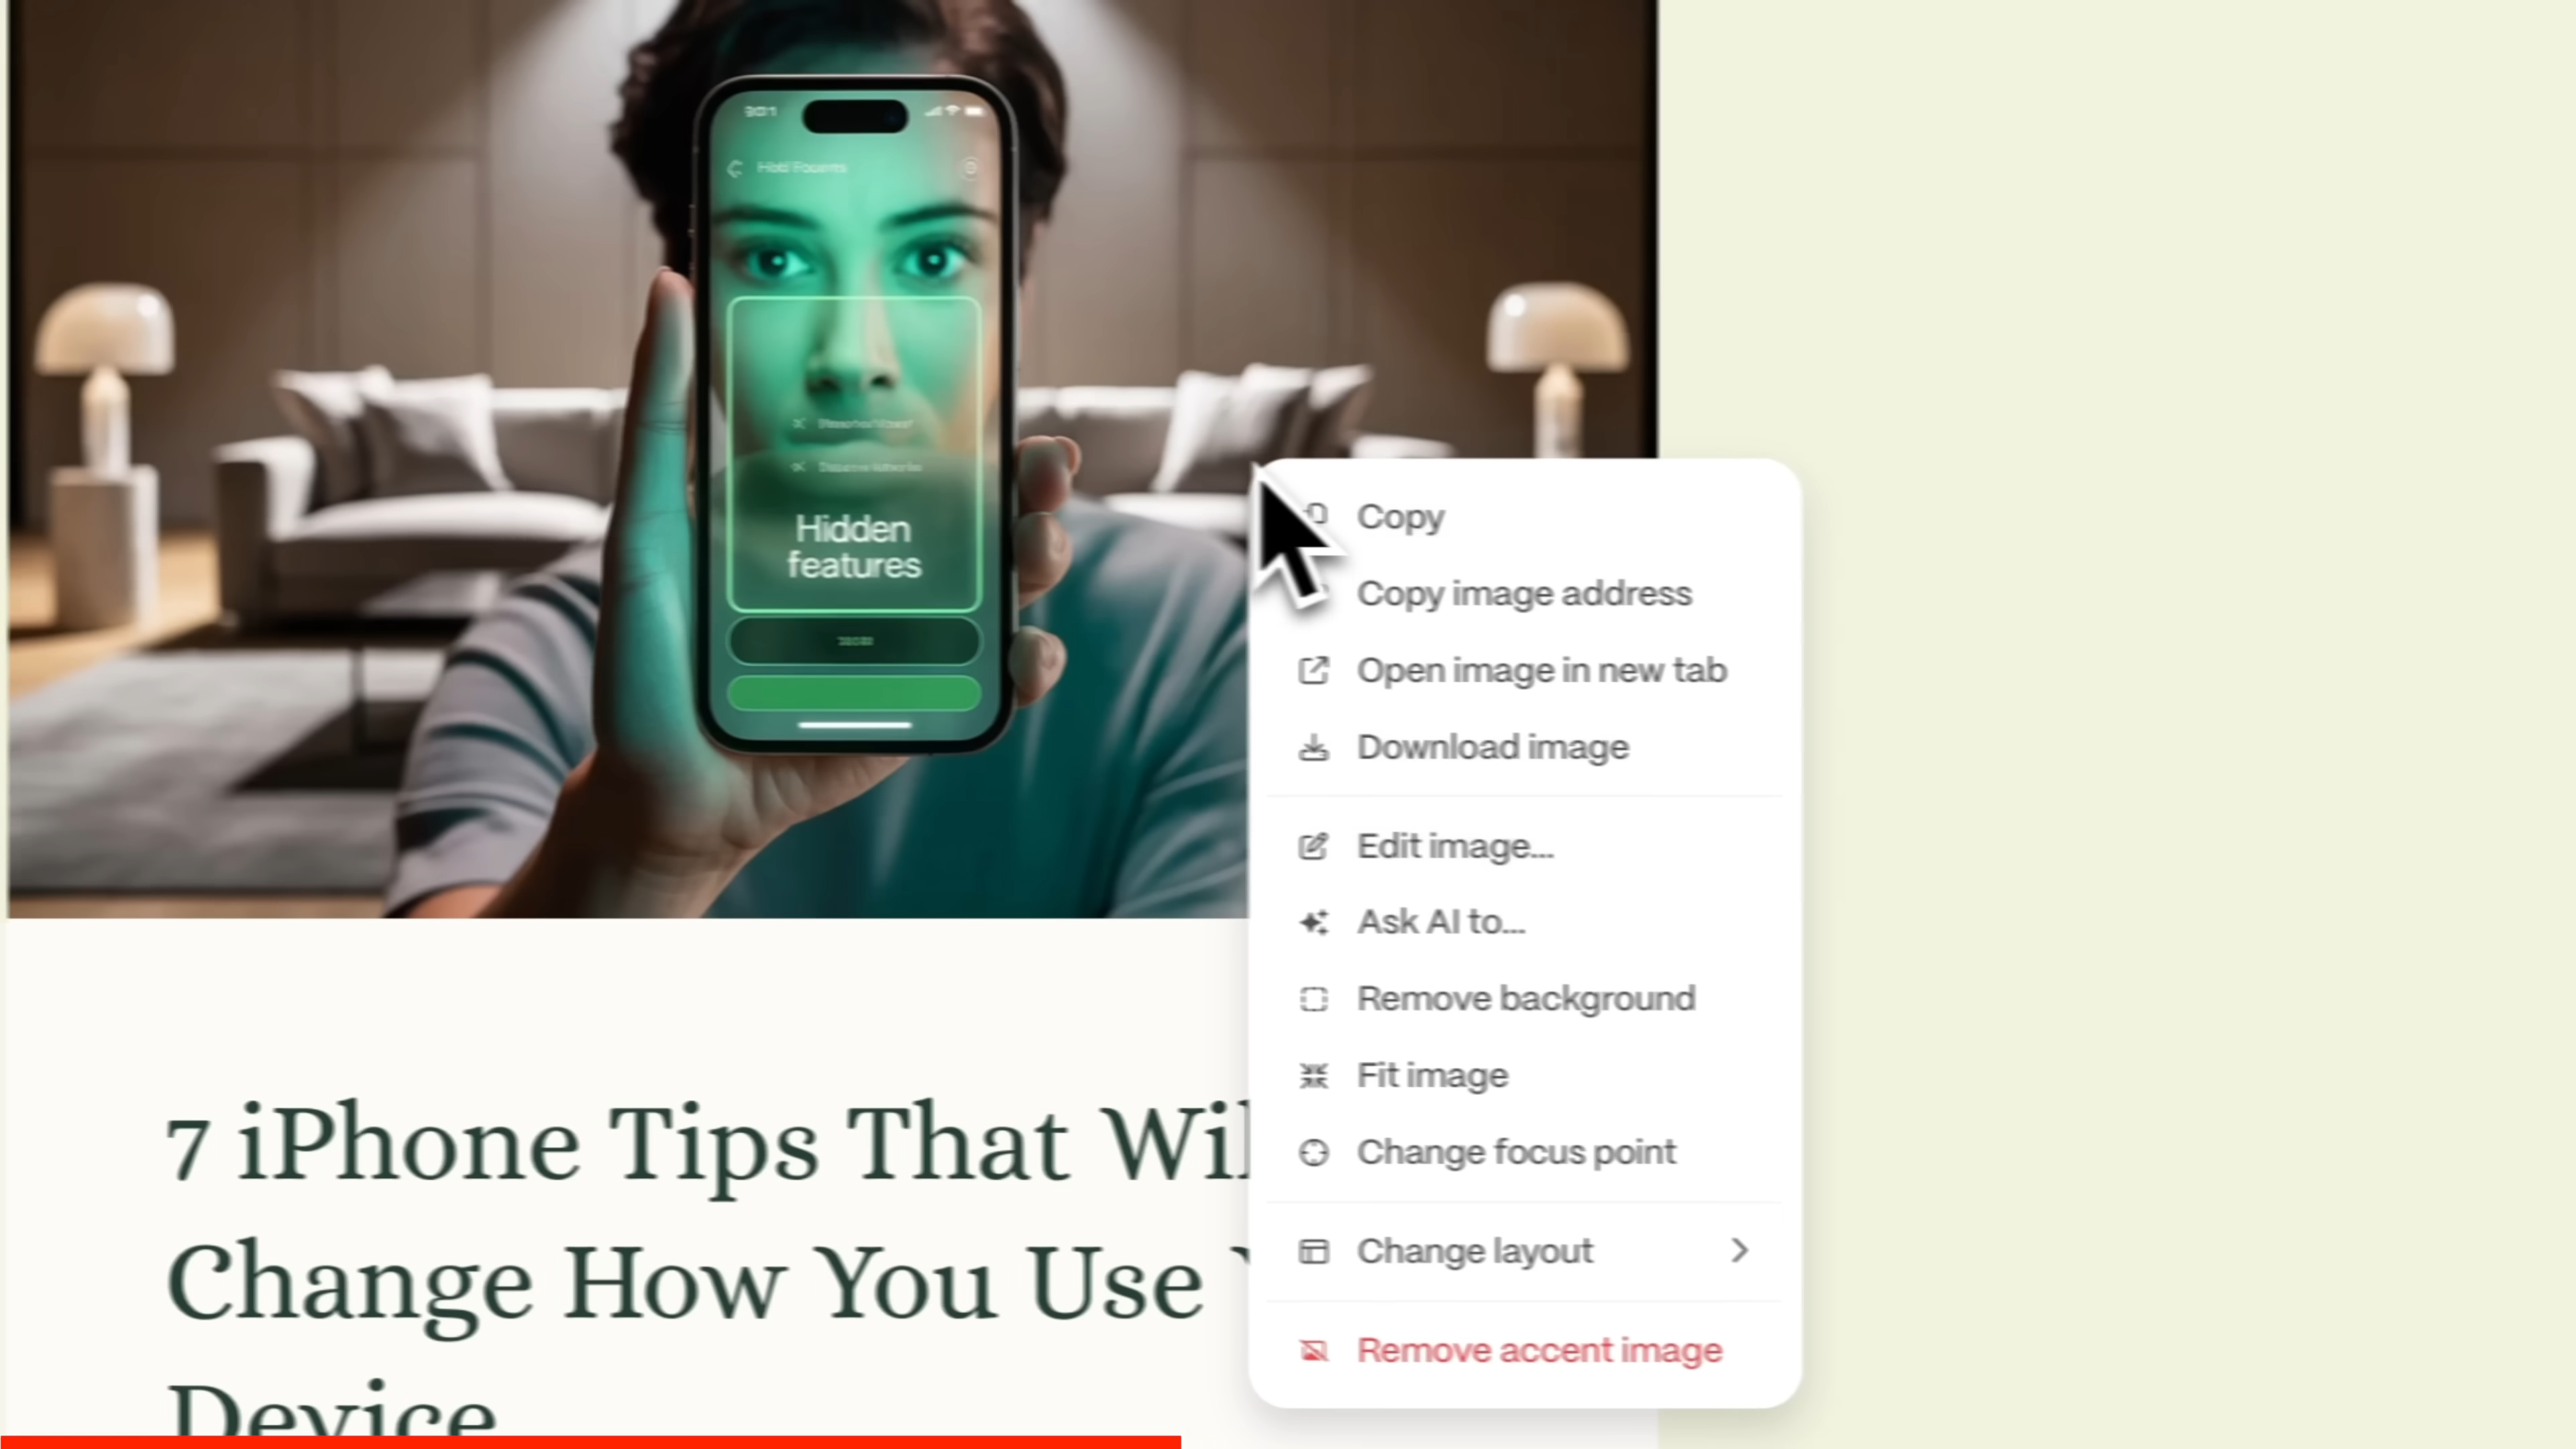 Hidden
features
Copy
Copy image address
Open image in new tab
Download image
Edit image...
Ask AI to...
Remove background
Fit image
Change focus point
Change layout
Remove accent image
7 iPhone Tips That
Change How You Use
Device